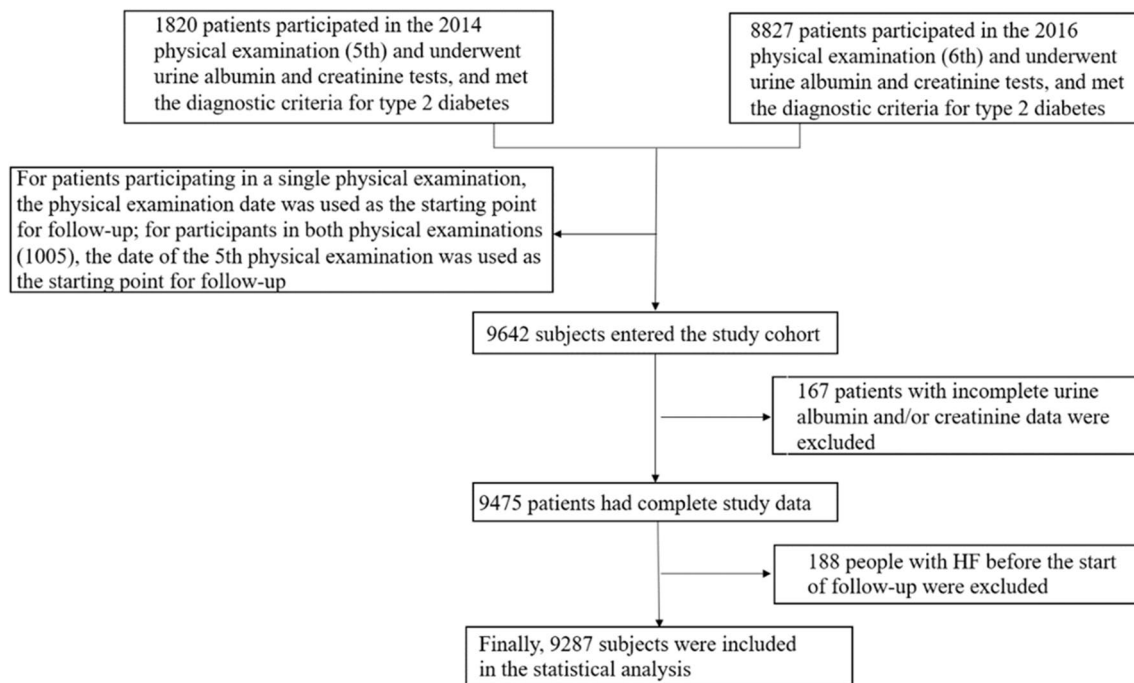 1820 patients participated in the 2014
physical examination (5th) and underwent
urine albumin and creatinine tests, and met
the diagnostic criteria for type 2 diabetes
8827 patients participated in the 2016
physical examination (6th) and underwent
urine albumin and creatinine tests, and met
the diagnostic criteria for type 2 diabetes
For patients participating in a single physical examination,
the physical examination date was used as the starting point
for follow-up; for participants in both physical examinations
(1005), the date of the 5th physical examination was used as
the starting point for follow-up
9642 subjects entered the study cohort
167 patients with incomplete urine
albumin and/or creatinine data were
excluded
9475 patients had complete study data
188 people with HF before the start
of follow-up were excluded
Finally, 9287 subjects were included
in the statistical analysis